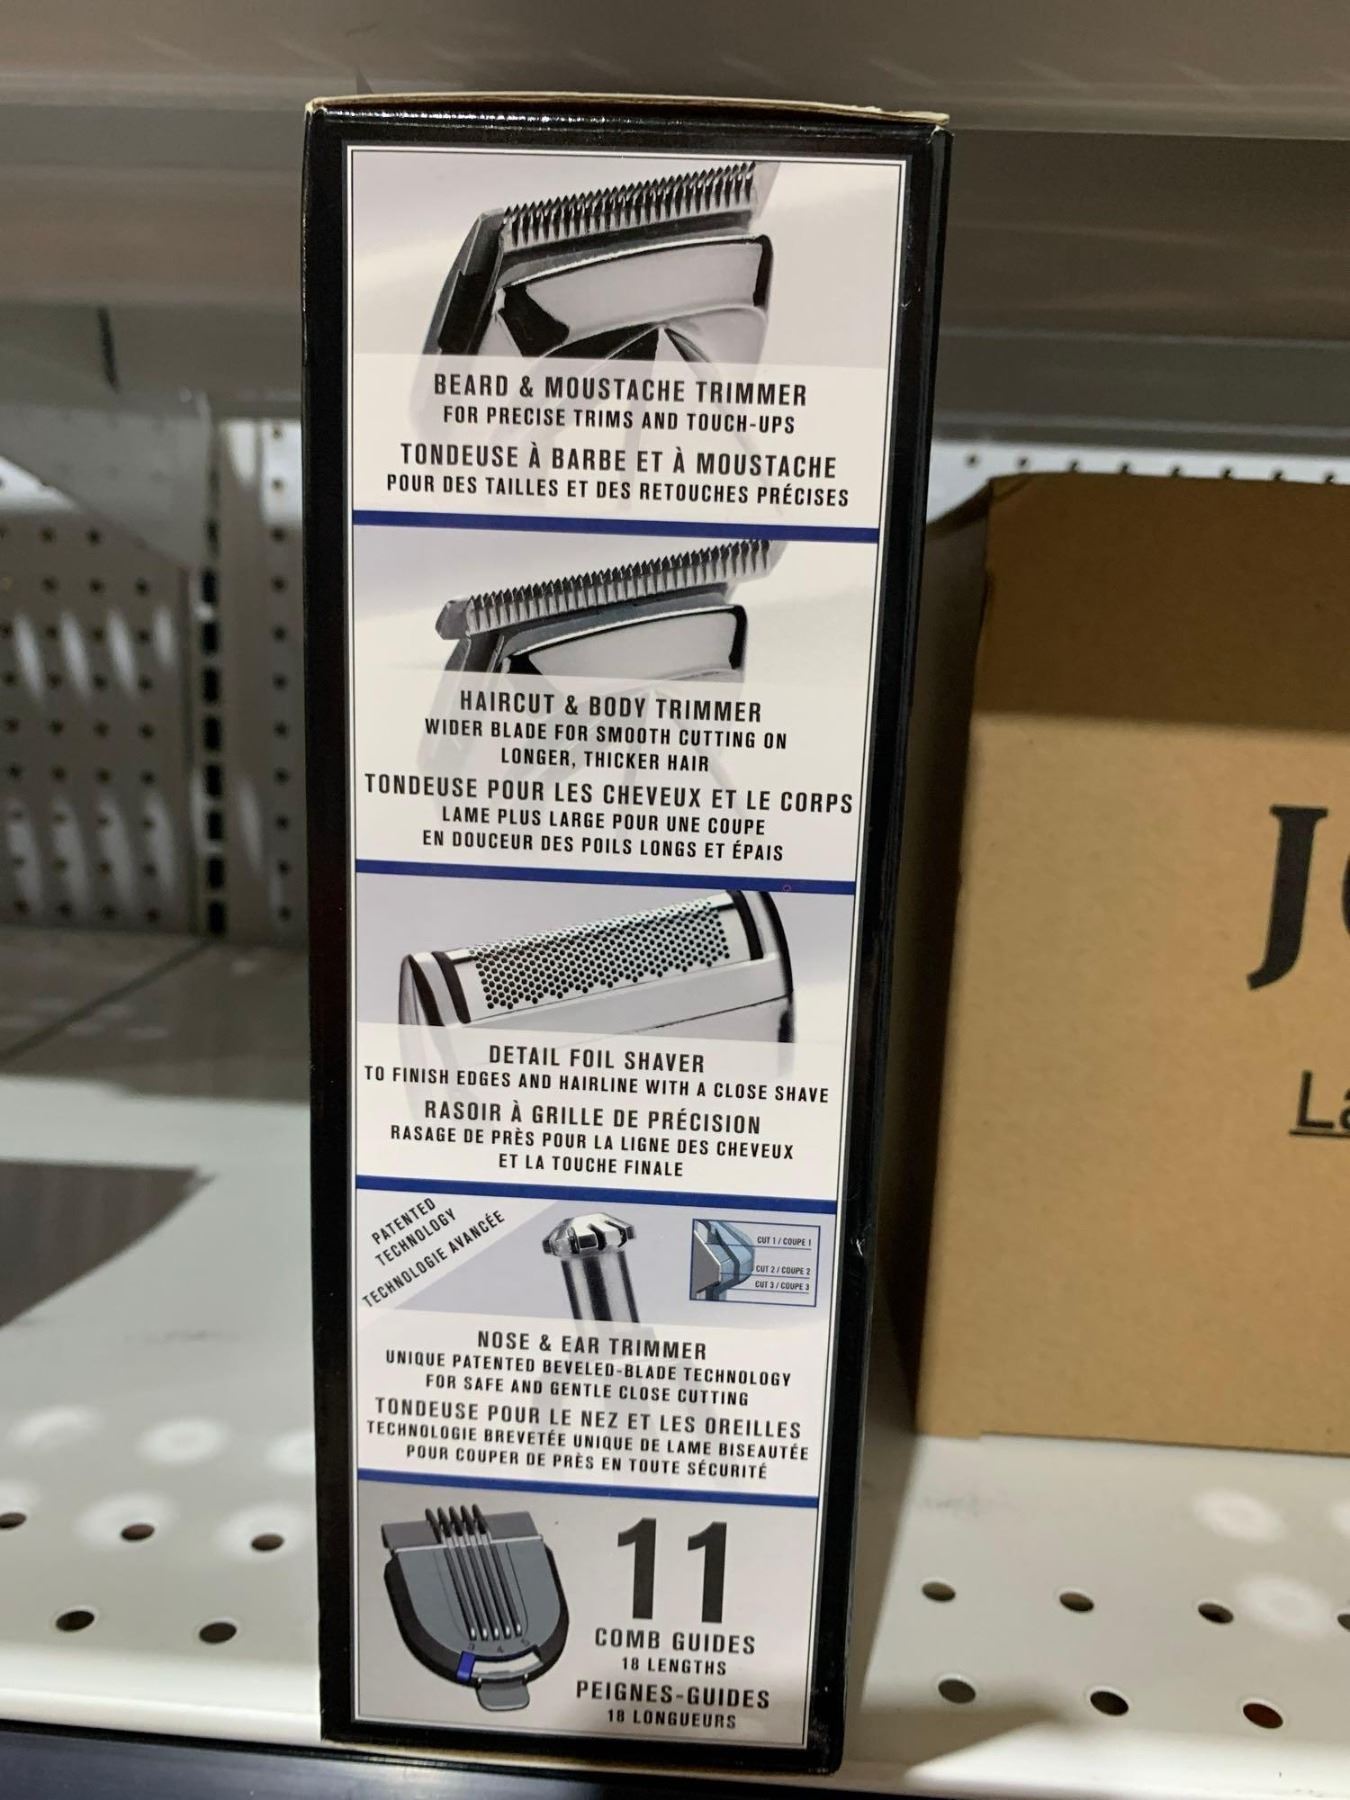 BEARD & MOUSTACHE TRIMMER
FOR PRECISE TRIMS AND TOUCH-UPS
TONDEUSE À BARBE ET À MOUSTACHE
POUR DES TAILLES ET DES RETOUCHES PRÉCISES
HAIRCUT & BODY TRIMMER
WIDER BLADE FOR SMOOTH CUTTING ON
LONGER, THICKER HAIR
TONDEUSE POUR LES CHEVEUX ET LE CORPS
LAME PLUS LARGE POUR UNE COUPE
EN DOUCEUR DES POILS LONGS ET ÉPAIS
DETAIL FOIL SHAVER
TO FINISH EDGES AND HAIRLINE WITH A CLOSE SHAVE
RASOIR À GRILLE DE PRÉCISION
RASAGE DE PRÈS POUR LA LIGNE DES CHEVEUX
ET LA TOUCHE FINALE
PATENTED
TECHNOLOGY
TECHNOLOGIE AVANCÉE
CUT 1 / COUPE 1
CUT 2 / COUPE 2
CUT 3 / COUPE 3
NOSE & EAR TRIMMER
UNIQUE PATENTED BEVELED-BLADE TECHNOLOGY
FOR SAFE AND GENTLE CLOSE CUTTING
TONDEUSE POUR LE NEZ ET LES OREILLES
TECHNOLOGIE BREVETÉE UNIQUE DE LAME BISEAUTÉE
POUR COUPER DE PRÈS EN TOUTE SÉCURITÉ
3 4 5
11
COMB GUIDES
18 LENGTHS
PEIGNES-GUIDES
18 LONGUEURS